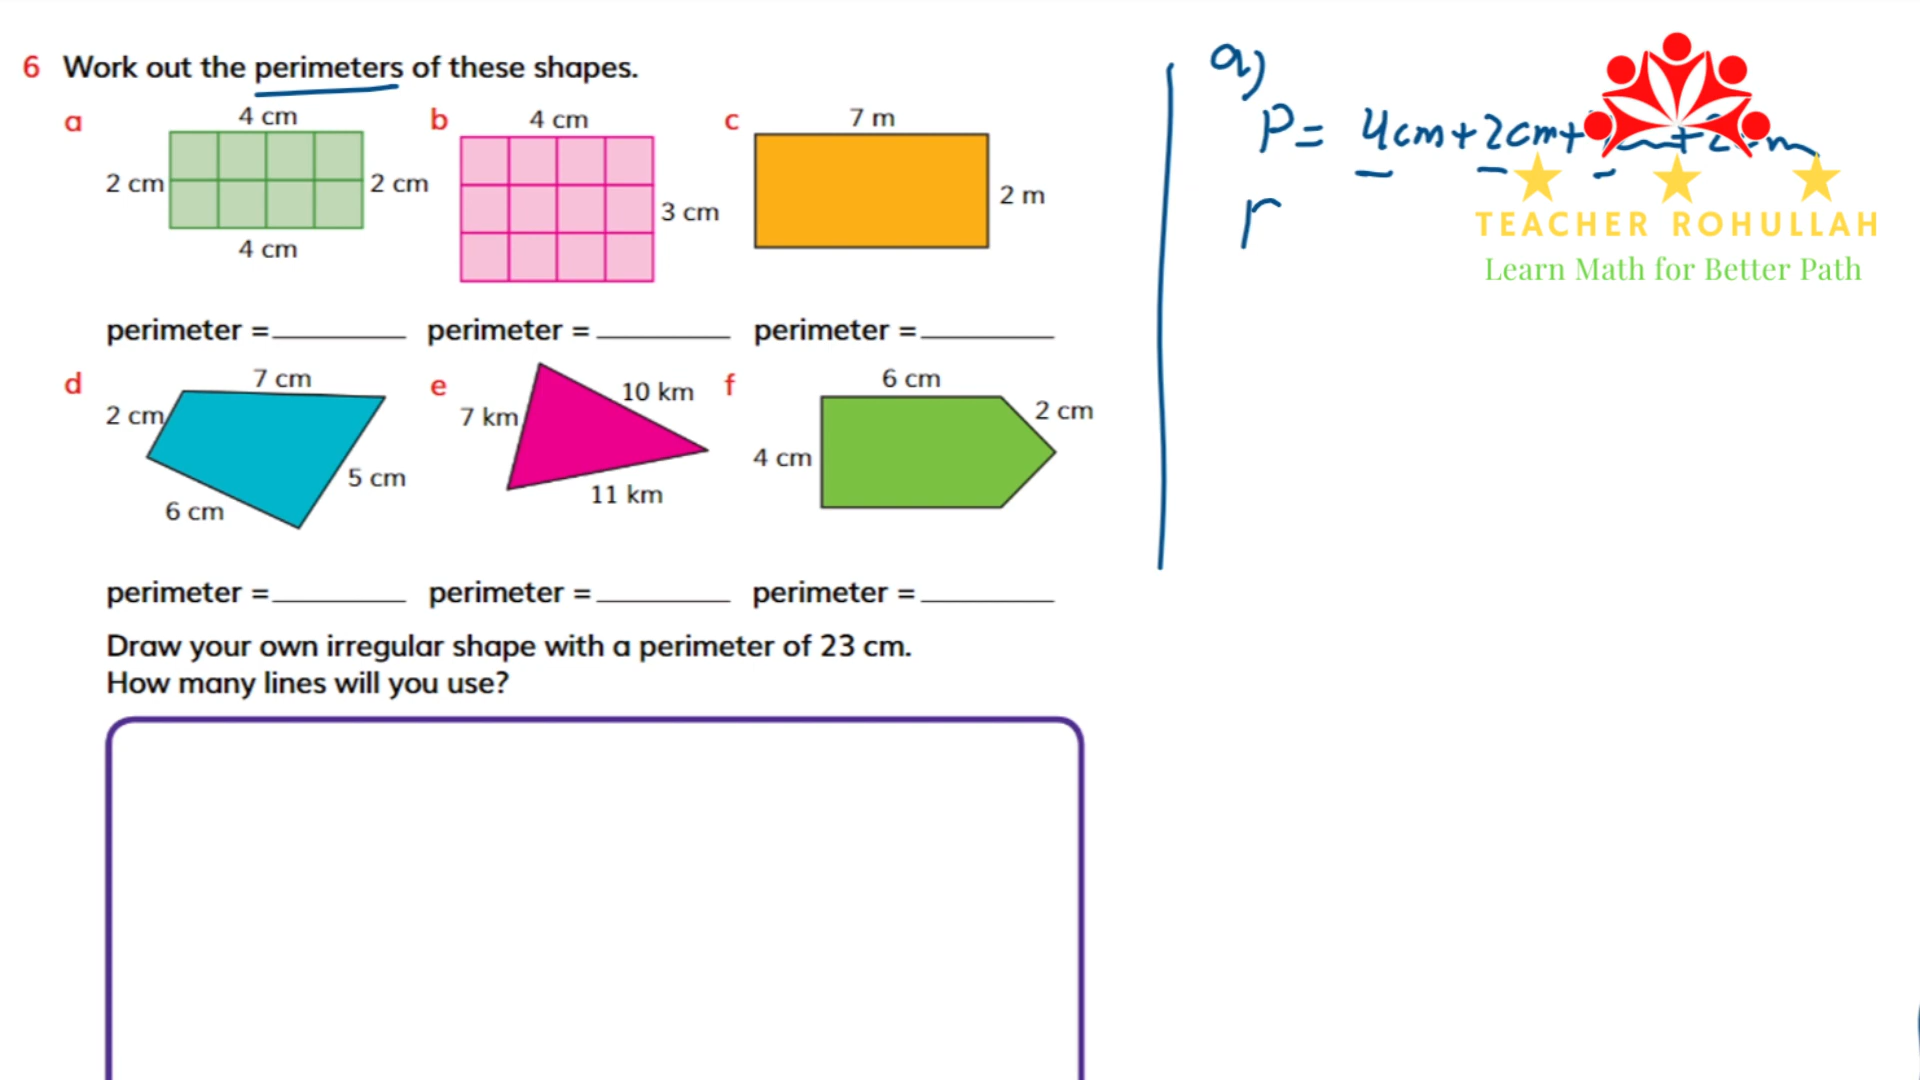 6 Work out the perimeters of these shapes.
a 4 cm b 4 cm c 7 m
2 cm 2 cm 3 cm 2 m
4 cm
perimeter = perimeter = perimeter =
d 7 cm e 10 km f 6 cm
2 cm 7 km 2 cm
5 cm 4 cm
6 cm 11 km
perimeter = perimeter = perimeter =
Draw your own irregular shape with a perimeter of 23 cm.
How many lines will you use?
a)
P= 4cm+2cm+
TEACHER ROHULLAH
Learn Math for Better Path